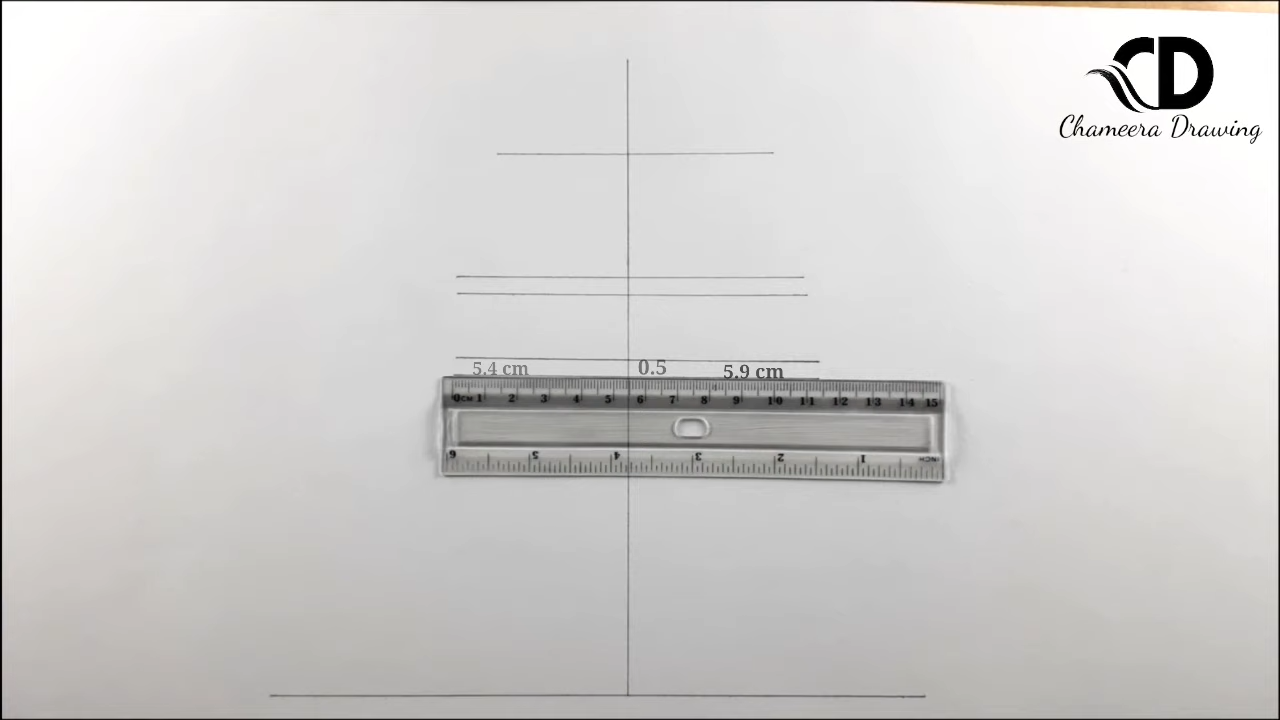 CD
Chameera Drawing
5.4 cm
0.5
5.9 cm
0CM 1 2 3 4 5 6 7 8 9 10 11 12 13 14 15
6 5 4 3 2 1 INCH